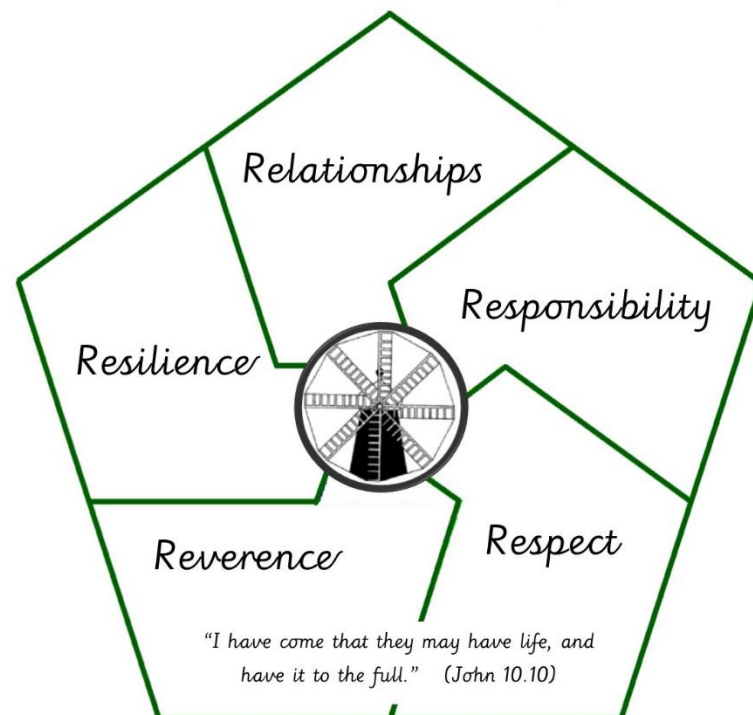 Relationships
Responsibility
Resilience
Reverence
Respect
“I have come that they may have life, and
have it to the full.” (John 10.10)